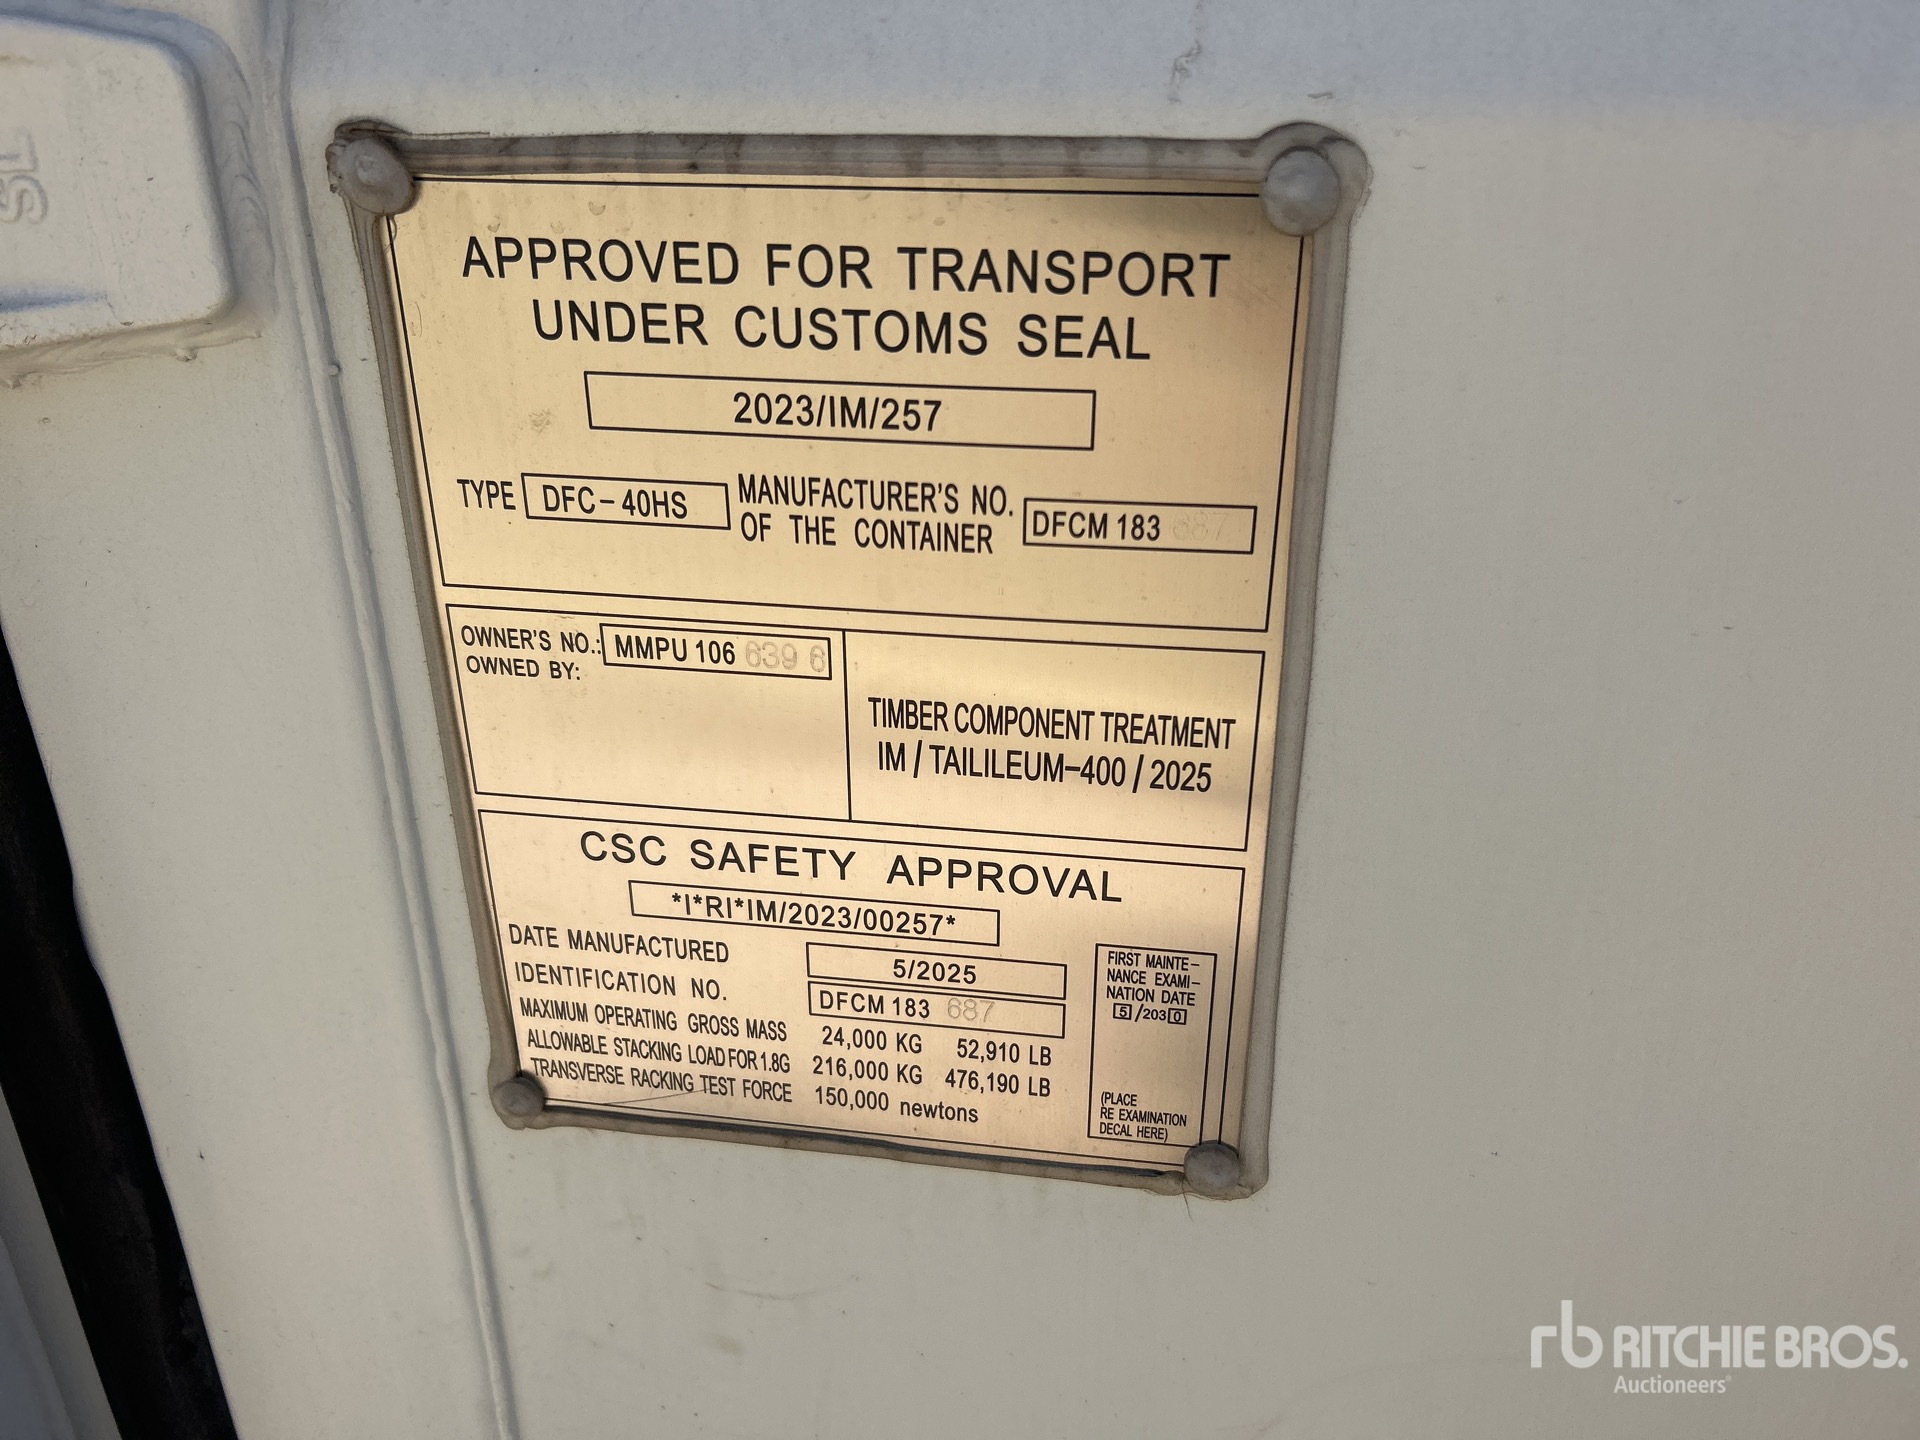 APPROVED FOR TRANSPORT
UNDER CUSTOMS SEAL
2023/IM/257
TYPE DFC-40HS MANUFACTURER'S NO. OF THE CONTAINER DFCM 183 687
OWNER'S NO.: MMPU 106 639 6
OWNED BY:
TIMBER COMPONENT TREATMENT
IM / TAILILEUM-400 / 2025
CSC SAFETY APPROVAL
*I*RI*IM/2023/00257*
DATE MANUFACTURED 5/2025
IDENTIFICATION NO. DFCM 183 687
MAXIMUM OPERATING GROSS MASS 24,000 KG 52,910 LB
ALLOWABLE STACKING LOAD FOR 1.8G 216,000 KG 476,190 LB
TRANSVERSE RACKING TEST FORCE 150,000 newtons
FIRST MAINTE-
NANCE EXAMI-
NATION DATE
5/2030
(PLACE
RE EXAMINATION
DECAL HERE)
ST
rb RITCHIE BROS.
Auctioneers